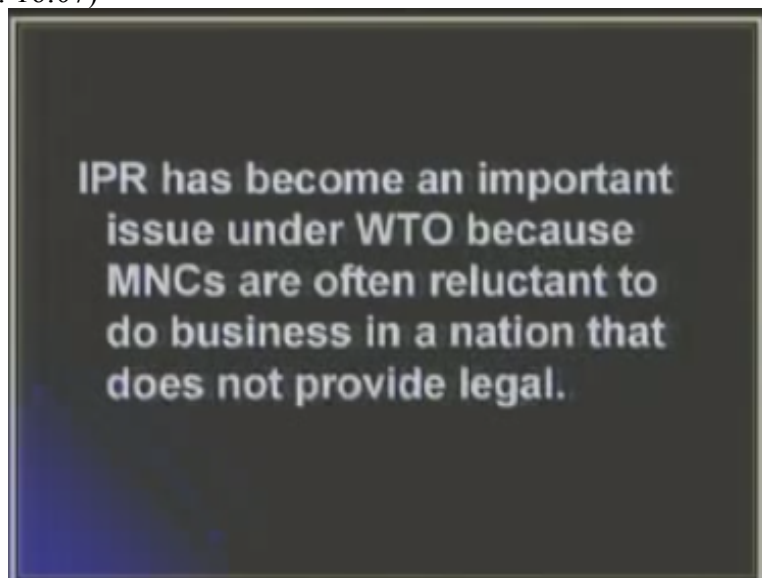 IPR has become an important
issue under WTO because
MNCs are often reluctant to
do business in a nation that
does not provide legal.